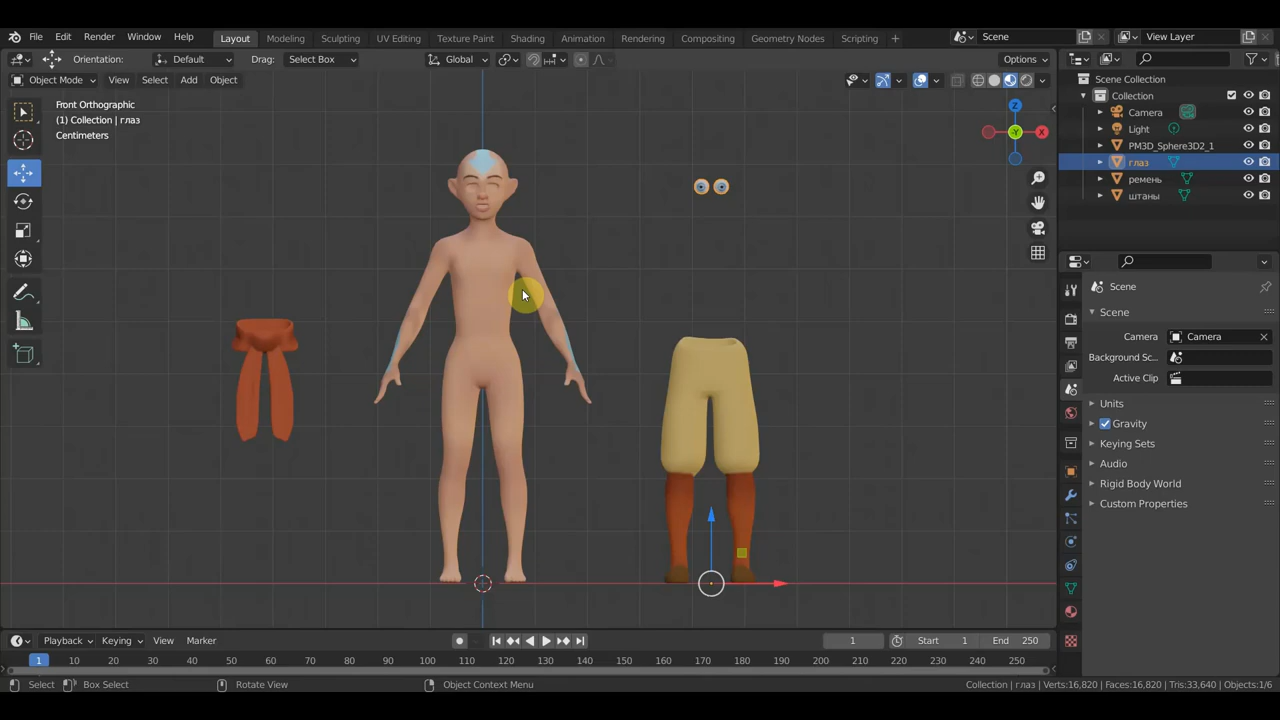 File Edit Render Window Help Layout Modeling Sculpting UV Editing Texture Paint Shading Animation Rendering Compositing Geometry Nodes Scripting + Scene View Layer
Orientation: Default Drag: Select Box Global Options
Object Mode View Select Add Object
Front Orthographic
(1) Collection | глаз
Centimeters
Z
Y
X
Scene Collection
Collection
Camera
Light
PM3D_Sphere3D2_1
глаз
ремень
штаны
Scene
Scene
Camera Camera
Background Sc...
Active Clip
Units
Gravity
Keying Sets
Audio
Rigid Body World
Custom Properties
Playback Keying View Marker 1 Start 1 End 250
1 10 20 30 40 50 60 70 80 90 100 110 120 130 140 150 160 170 180 190 200 210 220 230 240 250
Select Box Select Rotate View Object Context Menu Collection | глаз | Verts:16,820 | Faces:16,820 | Tris:33,640 | Objects:1/6